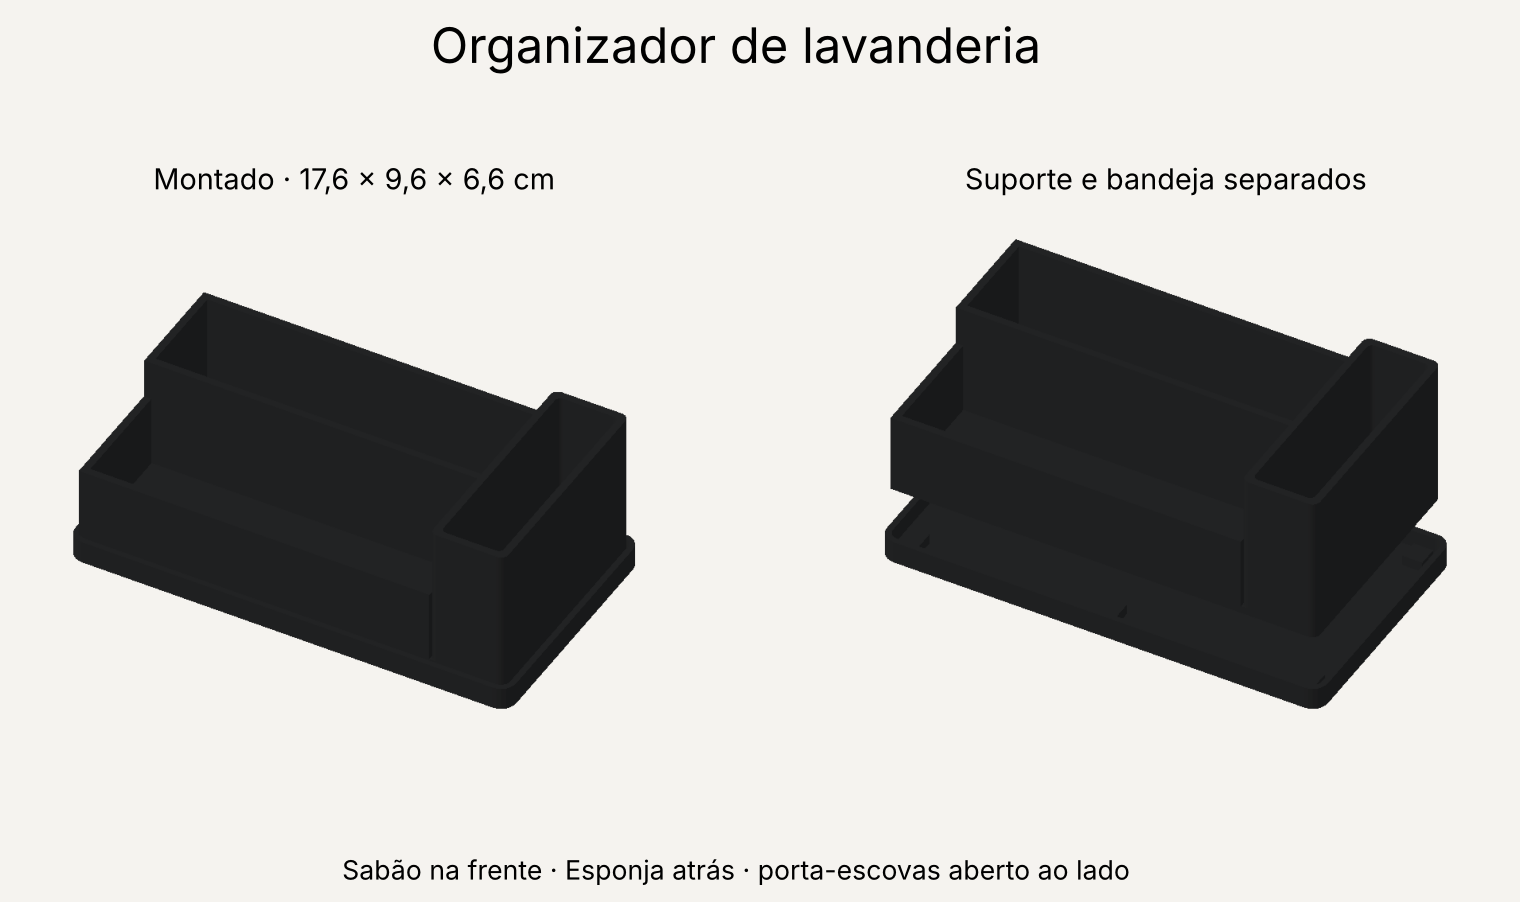 Organizador de lavanderia
Montado · 17,6 × 9,6 × 6,6 cm
Suporte e bandeja separados
Sabão na frente · Esponja atrás · porta-escovas aberto ao lado